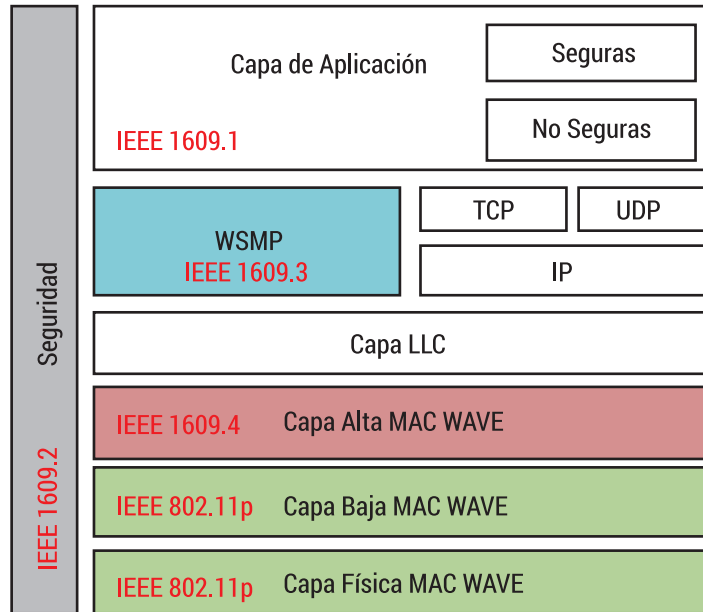 Capa de Aplicación
Seguras
No Seguras
IEEE 1609.1
WSMP
IEEE 1609.3
TCP
UDP
IP
Capa LLC
IEEE 1609.4 Capa Alta MAC WAVE
IEEE 802.11p Capa Baja MAC WAVE
IEEE 802.11p Capa Física MAC WAVE
Seguridad
IEEE 1609.2